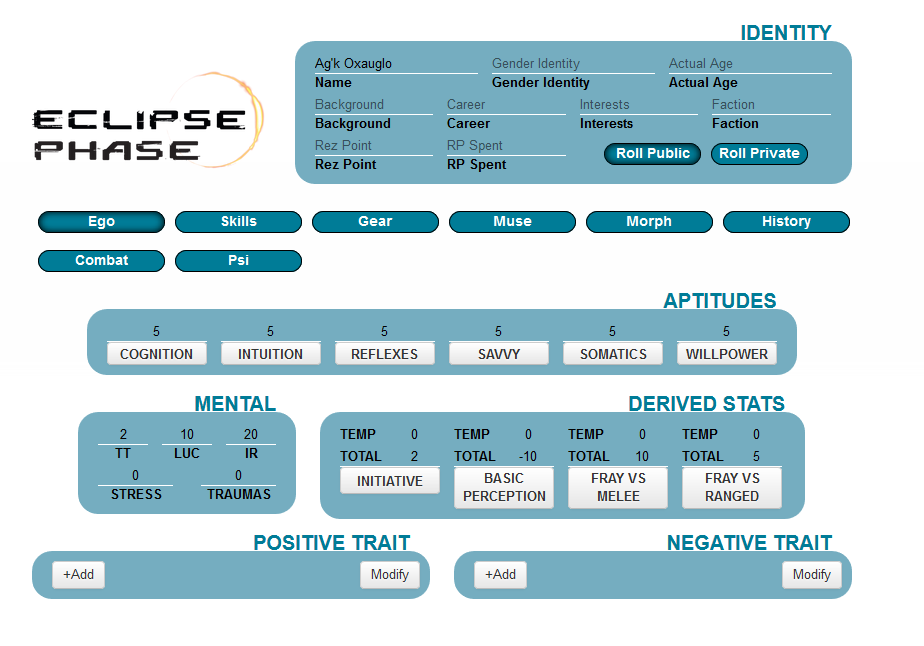 IDENTITY
ECLIPSE
PHASE
Ag'k Oxauglo Gender Identity Actual Age
Name Gender Identity Actual Age
Background Career Interests Faction
Background Career Interests Faction
Rez Point RP Spent
Rez Point RP Spent
Roll Public Roll Private
Ego Skills Gear Muse Morph History
Combat Psi
APTITUDES
5 5 5 5 5 5
COGNITION INTUITION REFLEXES SAVVY SOMATICS WILLPOWER
MENTAL
2 10 20
TT LUC IR
0 0
STRESS TRAUMAS
DERIVED STATS
TEMP 0 TEMP 0 TEMP 0 TEMP 0
TOTAL 2 TOTAL -10 TOTAL 10 TOTAL 5
INITIATIVE
BASIC PERCEPTION
FRAY VS MELEE
FRAY VS RANGED
POSITIVE TRAIT
+Add Modify
NEGATIVE TRAIT
+Add Modify